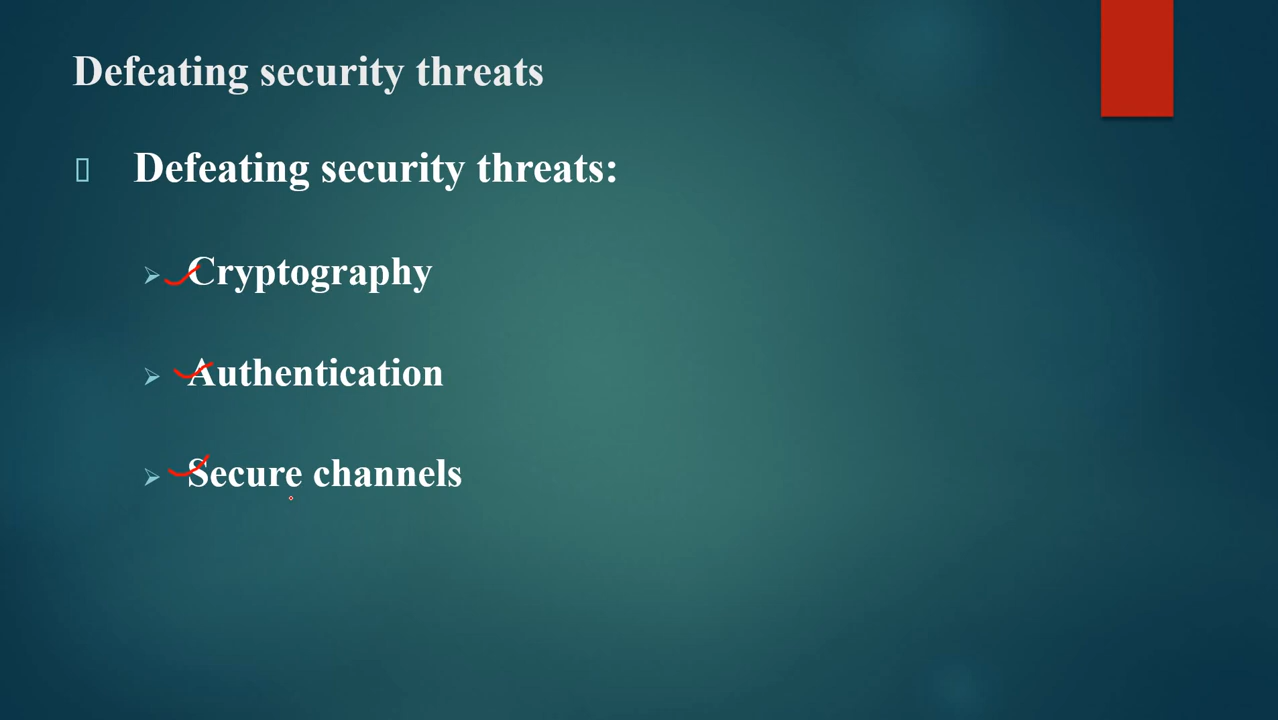 Defeating security threats
Defeating security threats:
Cryptography
Authentication
Secure channels